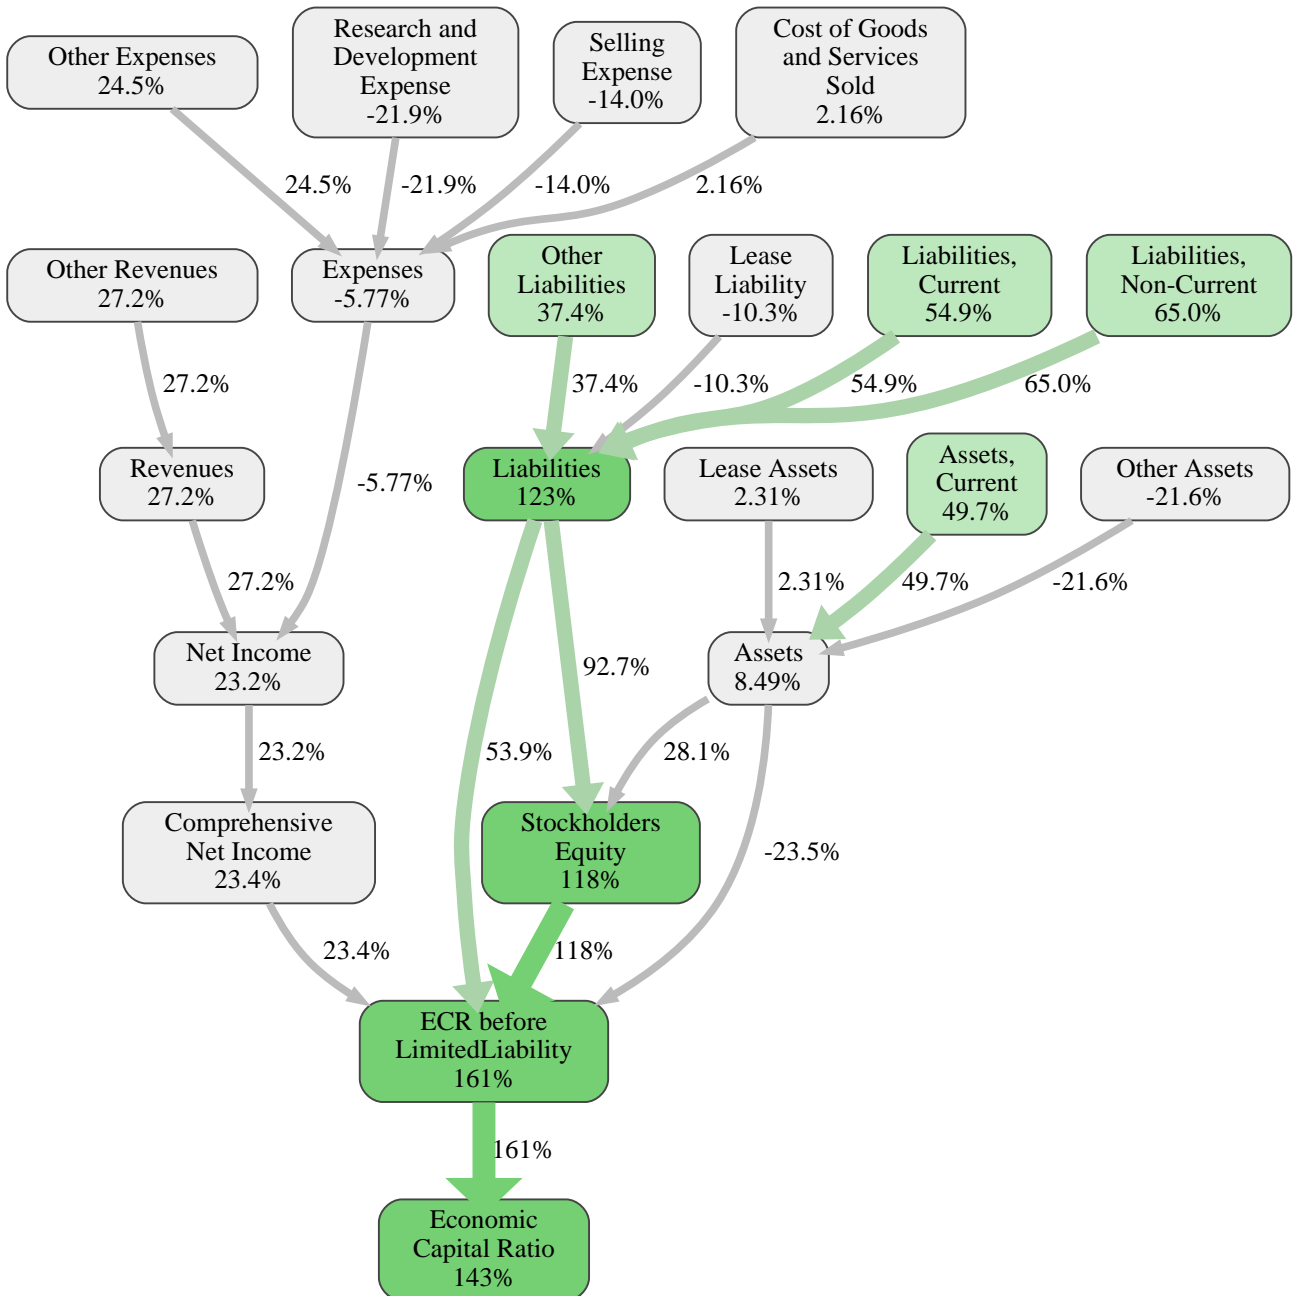 Other Expenses
24.5%
Research and
Development
Expense
-21.9%
Selling
Expense
-14.0%
Cost of Goods
and Services
Sold
2.16%
24.5%
-21.9%
-14.0%
2.16%
Other Revenues
27.2%
Expenses
-5.77%
Other
Liabilities
37.4%
Lease
Liability
-10.3%
Liabilities,
Current
54.9%
Liabilities,
Non-Current
65.0%
27.2%
37.4%
-10.3%
54.9%
65.0%
Revenues
27.2%
-5.77%
Liabilities
123%
Lease Assets
2.31%
Assets,
Current
49.7%
Other Assets
-21.6%
27.2%
2.31%
49.7%
-21.6%
Net Income
23.2%
92.7%
Assets
8.49%
23.2%
53.9%
28.1%
Comprehensive
Net Income
23.4%
Stockholders
Equity
118%
-23.5%
23.4%
118%
ECR before
LimitedLiability
161%
161%
Economic
Capital Ratio
143%